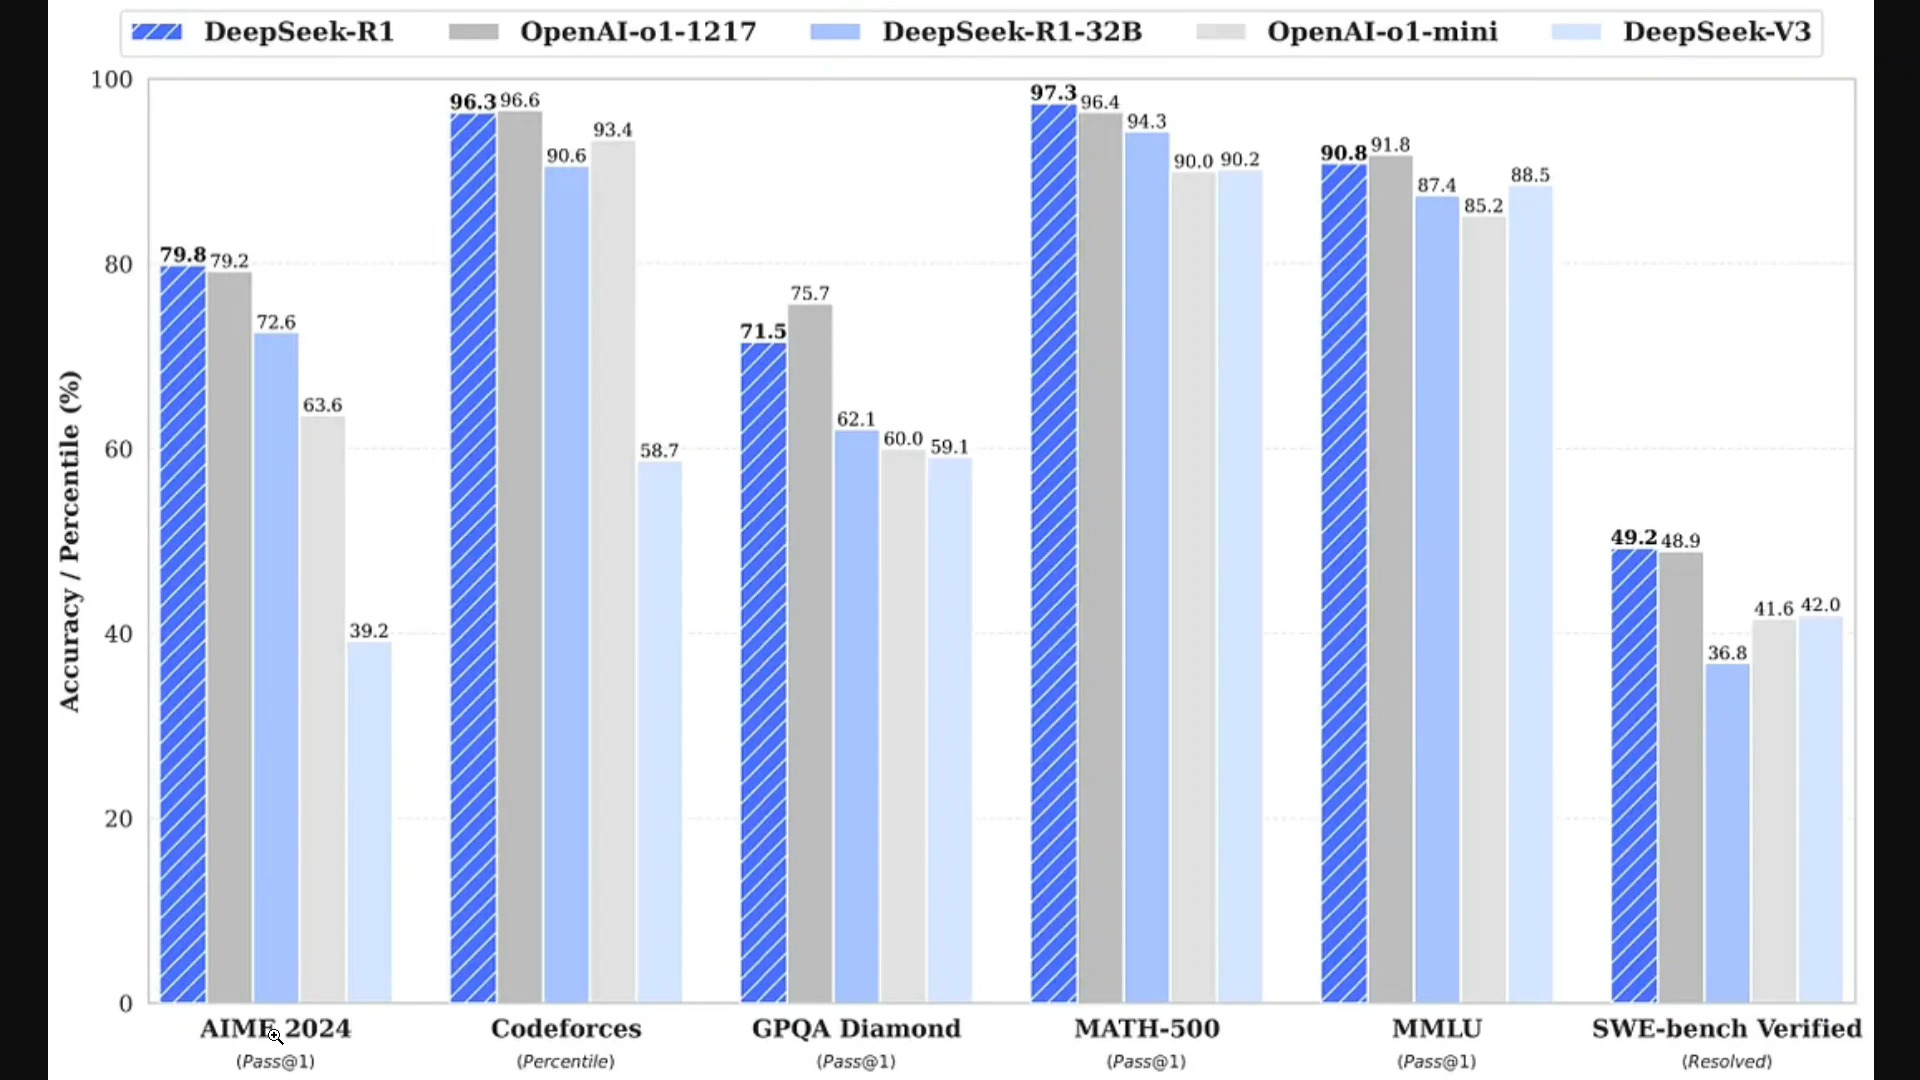 DeepSeek-R1 OpenAI-o1-1217 DeepSeek-R1-32B OpenAI-o1-mini DeepSeek-V3
Accuracy / Percentile (%)
100
80
60
40
20
0
79.8 79.2 72.6 63.6 39.2
96.3 96.6 90.6 93.4 58.7
71.5 75.7 62.1 60.0 59.1
97.3 96.4 94.3 90.0 90.2
90.8 91.8 87.4 85.2 88.5
49.2 48.9 36.8 41.6 42.0
AIME 2024 Codeforces GPQA Diamond MATH-500 MMLU SWE-bench Verified
(Pass@1) (Percentile) (Pass@1) (Pass@1) (Pass@1) (Resolved)